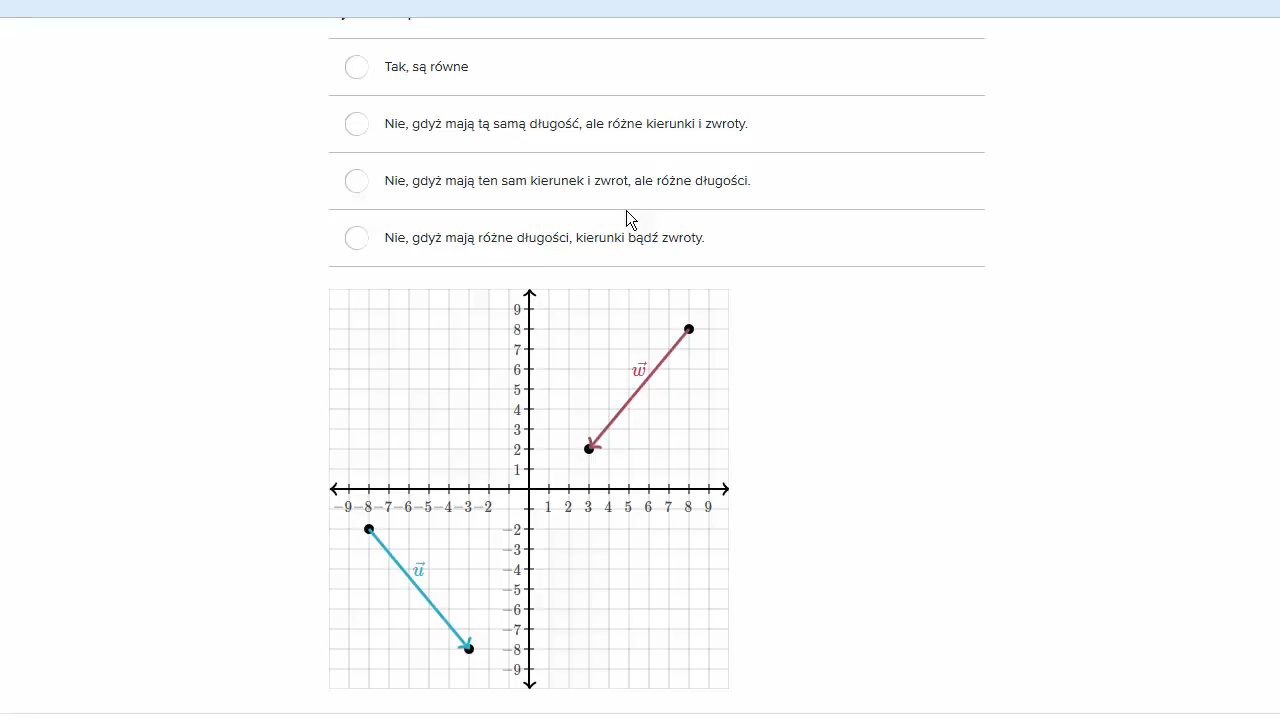 Tak, są równe
Nie, gdyż mają tą samą długość, ale różne kierunki i zwroty.
Nie, gdyż mają ten sam kierunek i zwrot, ale różne długości.
Nie, gdyż mają różne długości, kierunki bądź zwroty.
9
8
7
6
5
4
3
2
1
w
-9 -8 -7 -6 -5 -4 -3 -2 1 2 3 4 5 6 7 8 9
-2
-3
-4
-5
-6
-7
-8
-9
u